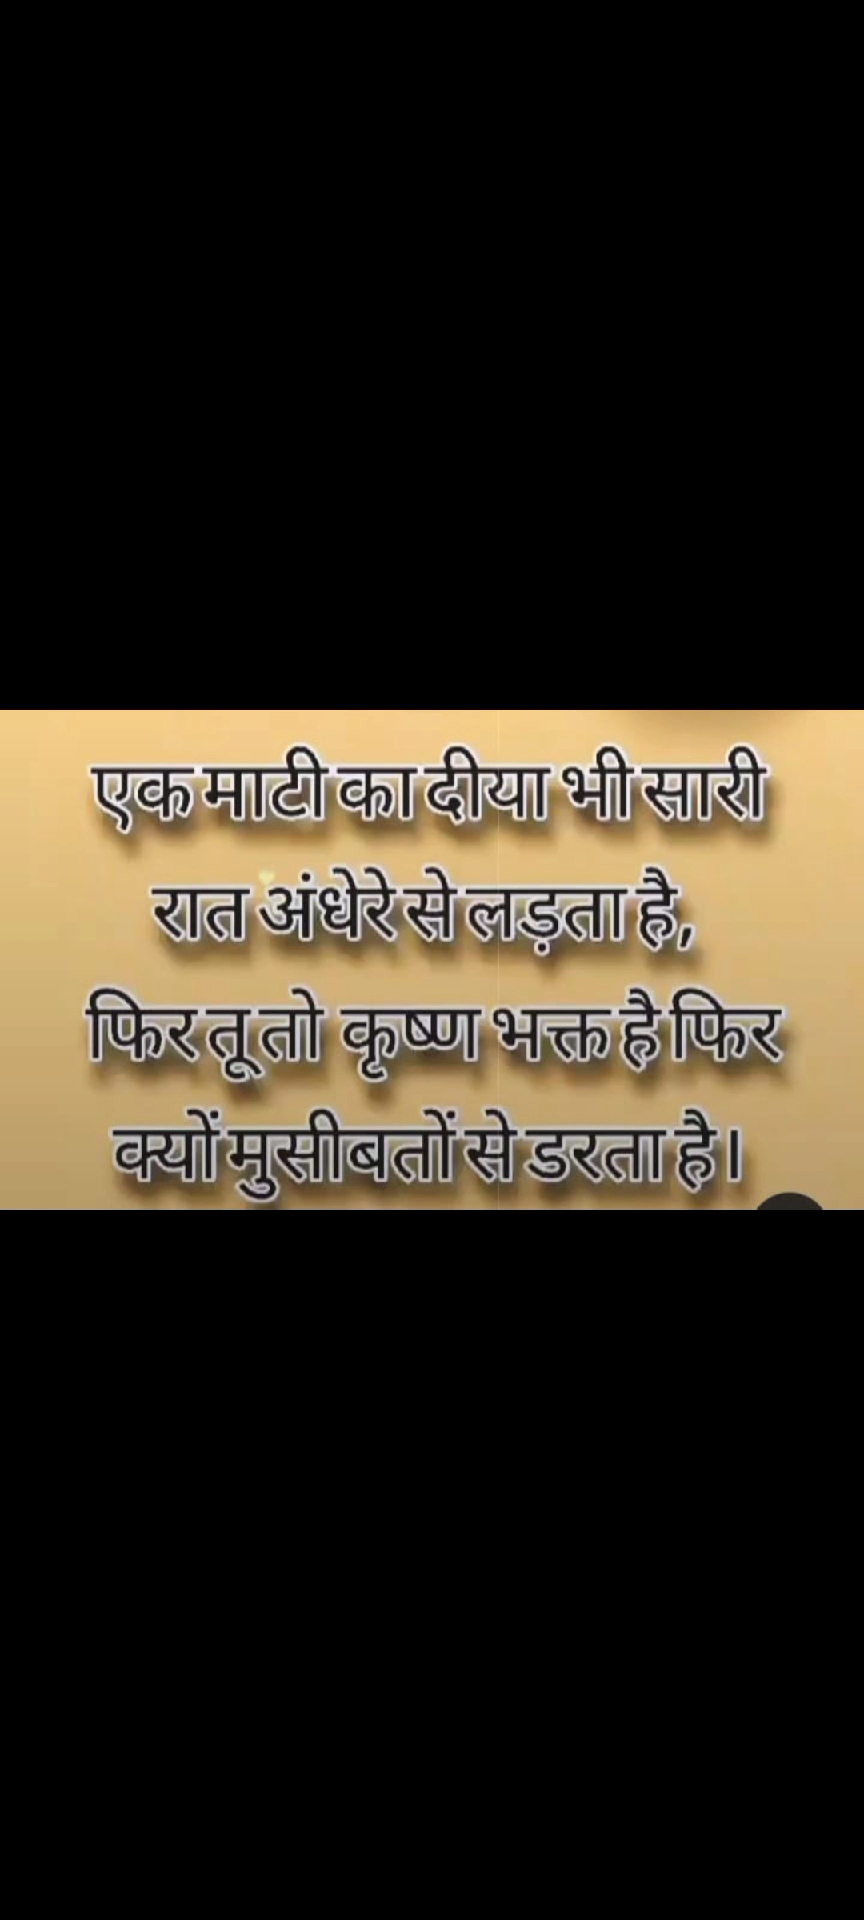 एक माटी का दीया भी सारी
रात अंधेरे से लड़ता है,
फिर तू तो कृष्ण भक्त है फिर
क्यों मुसीबतों से डरता है।